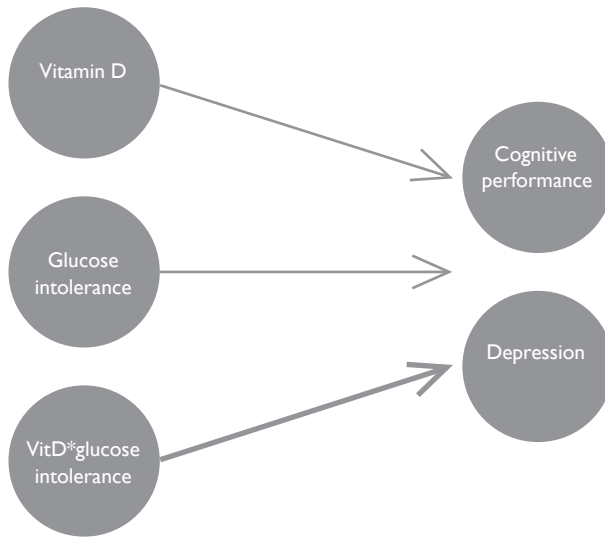 Vitamin D
Cognitive
performance
Glucose
intolerance
Depression
VitD*glucose
intolerance